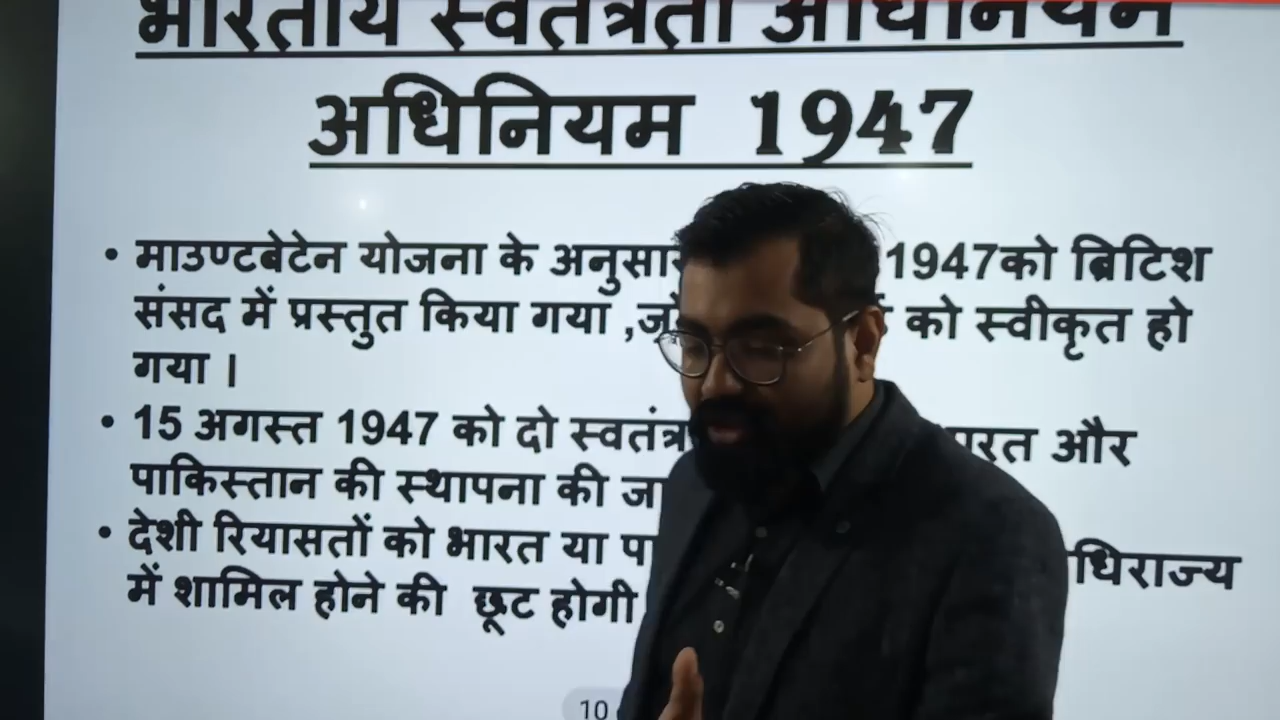 भारतीय स्वतंत्रता अधिनियम
अधिनियम 1947
• माउण्टबेटेन योजना के अनुसार 1947को ब्रिटिश
संसद में प्रस्तुत किया गया ,जो को स्वीकृत हो
गया ।
• 15 अगस्त 1947 को दो स्वतंत्र भारत और
पाकिस्तान की स्थापना की
• देशी रियासतों को भारत या
में शामिल होने की छूट होगी
10